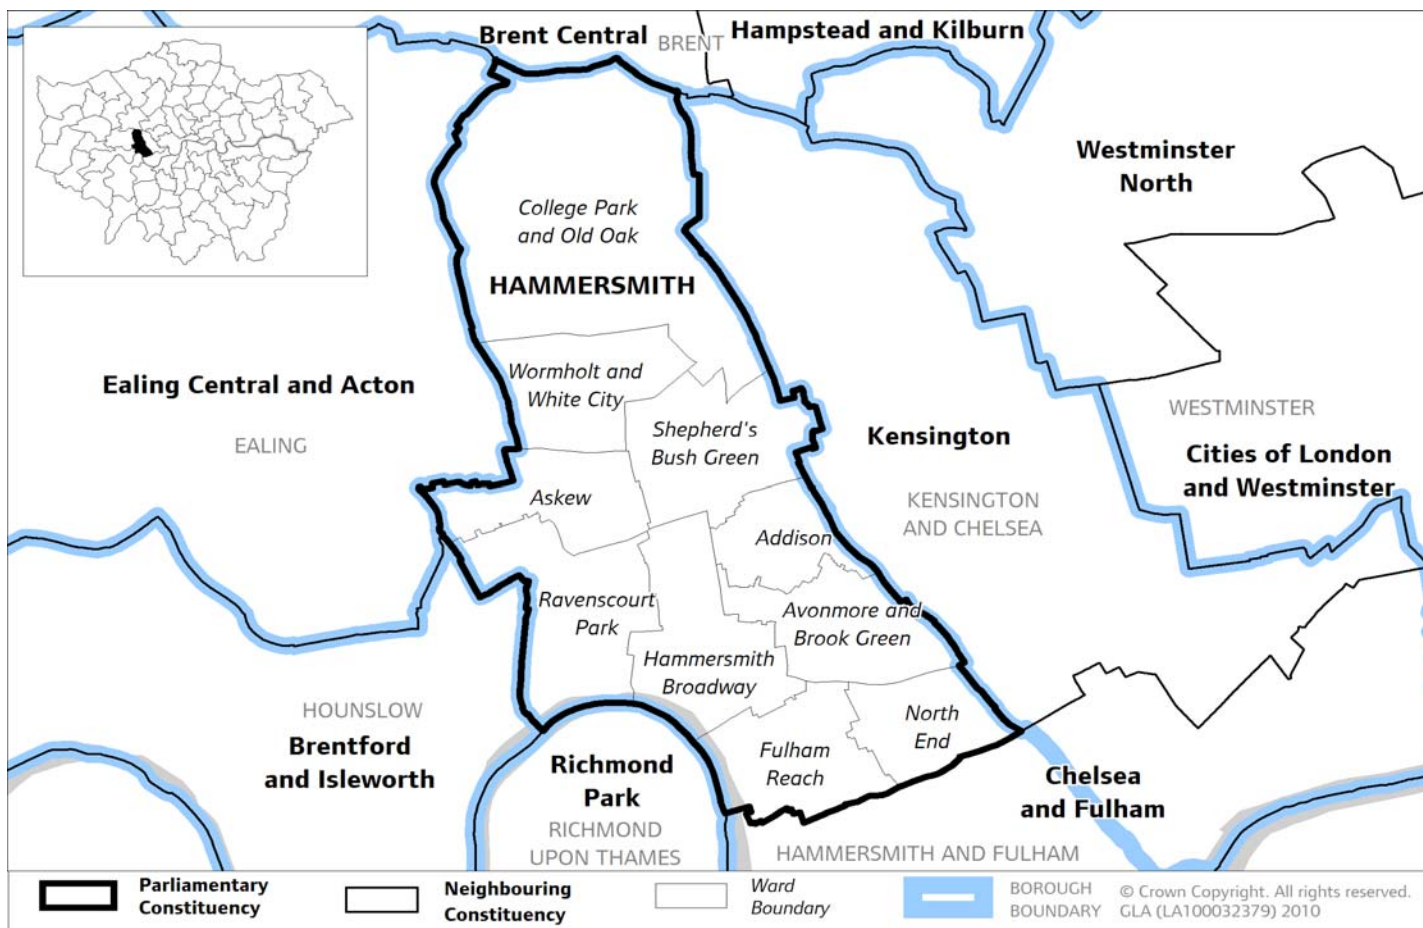 Brent Central
BRENT
Hampstead and Kilburn
Westminster
North
College Park
and Old Oak
HAMMERSMITH
Ealing Central and Acton
EALING
Wormholt and
White City
Shepherd's
Bush Green
Kensington
KENSINGTON
AND CHELSEA
WESTMINSTER
Cities of London
and Westminster
Askew
Addison
Ravenscourt
Park
Avonmore and
Brook Green
Hammersmith
Broadway
HOUNSLOW
Brentford
and Isleworth
North
End
Fulham
Reach
Richmond
Park
RICHMOND
UPON THAMES
Chelsea
and Fulham
HAMMERSMITH AND FULHAM
Parliamentary
Constituency
Neighbouring
Constituency
Ward
Boundary
BOROUGH
BOUNDARY
© Crown Copyright. All rights reserved.
GLA (LA100032379) 2010